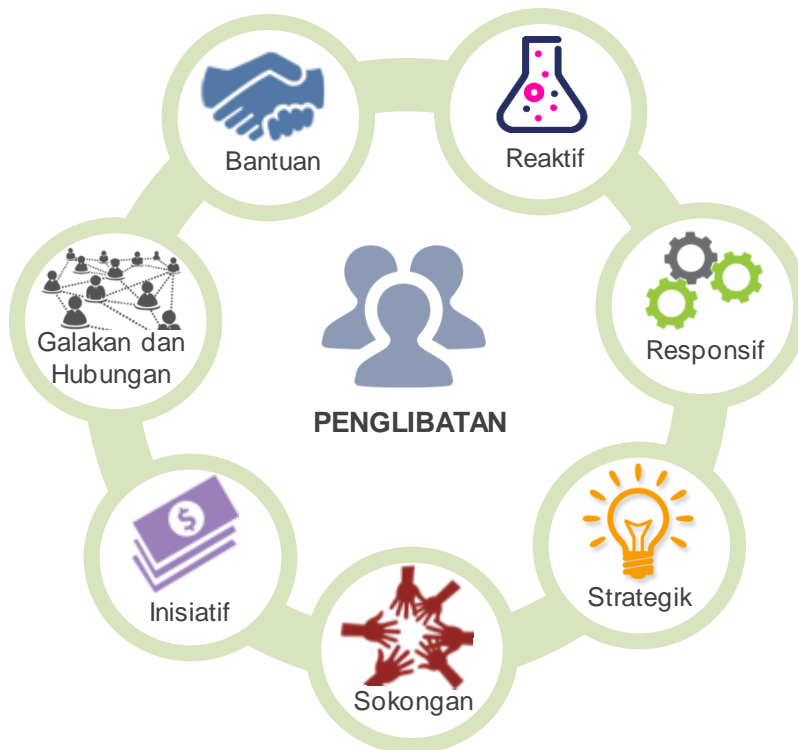 Bantuan
Reaktif
Galakan dan
Hubungan
Responsif
PENGLIBATAN
Inisiatif
Strategik
Sokongan
$